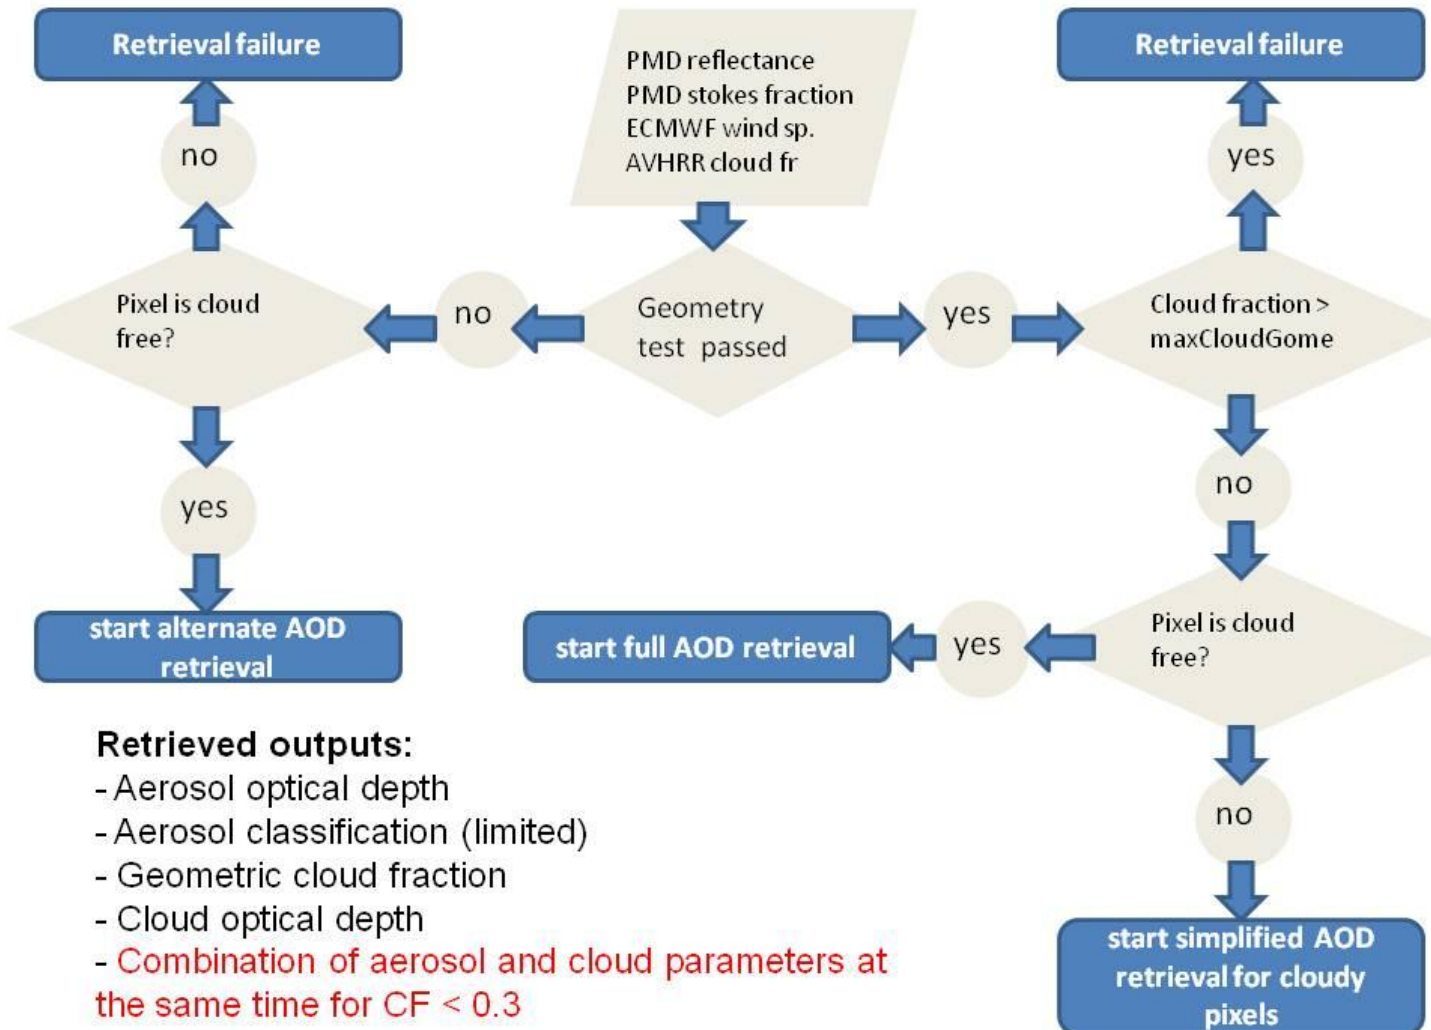 Retrieval failure
PMD reflectance
PMD stokes fraction
ECMWF wind sp.
AVHRR cloud fr
Retrieval failure
no
yes
Pixel is cloud
free?
no
Geometry
test passed
yes
Cloud fraction >
maxCloudGome
yes
no
start alternate AOD
retrieval
start full AOD retrieval
yes
Pixel is cloud
free?
Retrieved outputs:
- Aerosol optical depth
- Aerosol classification (limited)
- Geometric cloud fraction
- Cloud optical depth
- Combination of aerosol and cloud parameters at
the same time for CF < 0.3
no
start simplified AOD
retrieval for cloudy
pixels